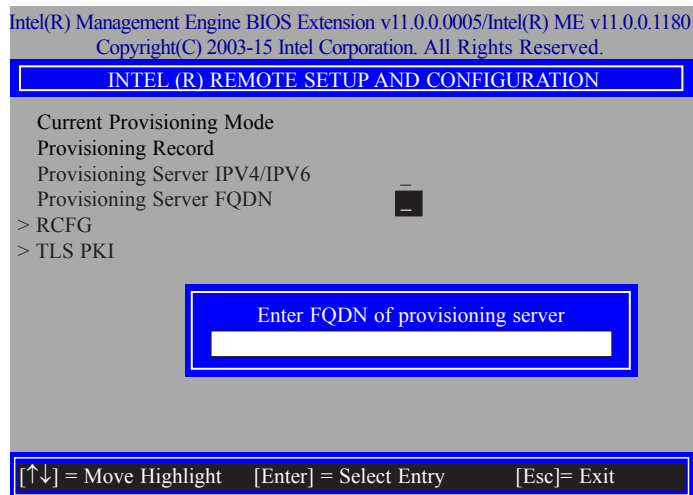 Intel(R) Management Engine BIOS Extension v11.0.0.0005/Intel(R) ME v11.0.0.1180
Copyright(C) 2003-15 Intel Corporation. All Rights Reserved.
INTEL (R) REMOTE SETUP AND CONFIGURATION
Current Provisioning Mode
Provisioning Record
Provisioning Server IPV4/IPV6 _
Provisioning Server FQDN _
> RCFG
> TLS PKI
Enter FQDN of provisioning server
[↑↓] = Move Highlight [Enter] = Select Entry [Esc]= Exit